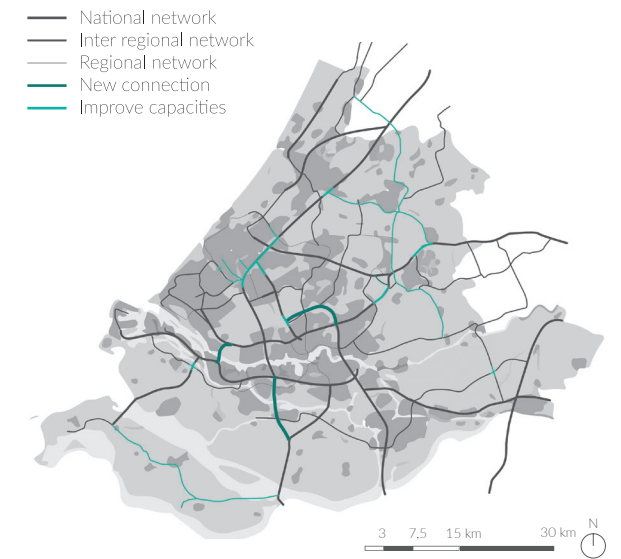 National network
Inter regional network
Regional network
New connection
Improve capacities
3 7,5 15 km 30 km
N